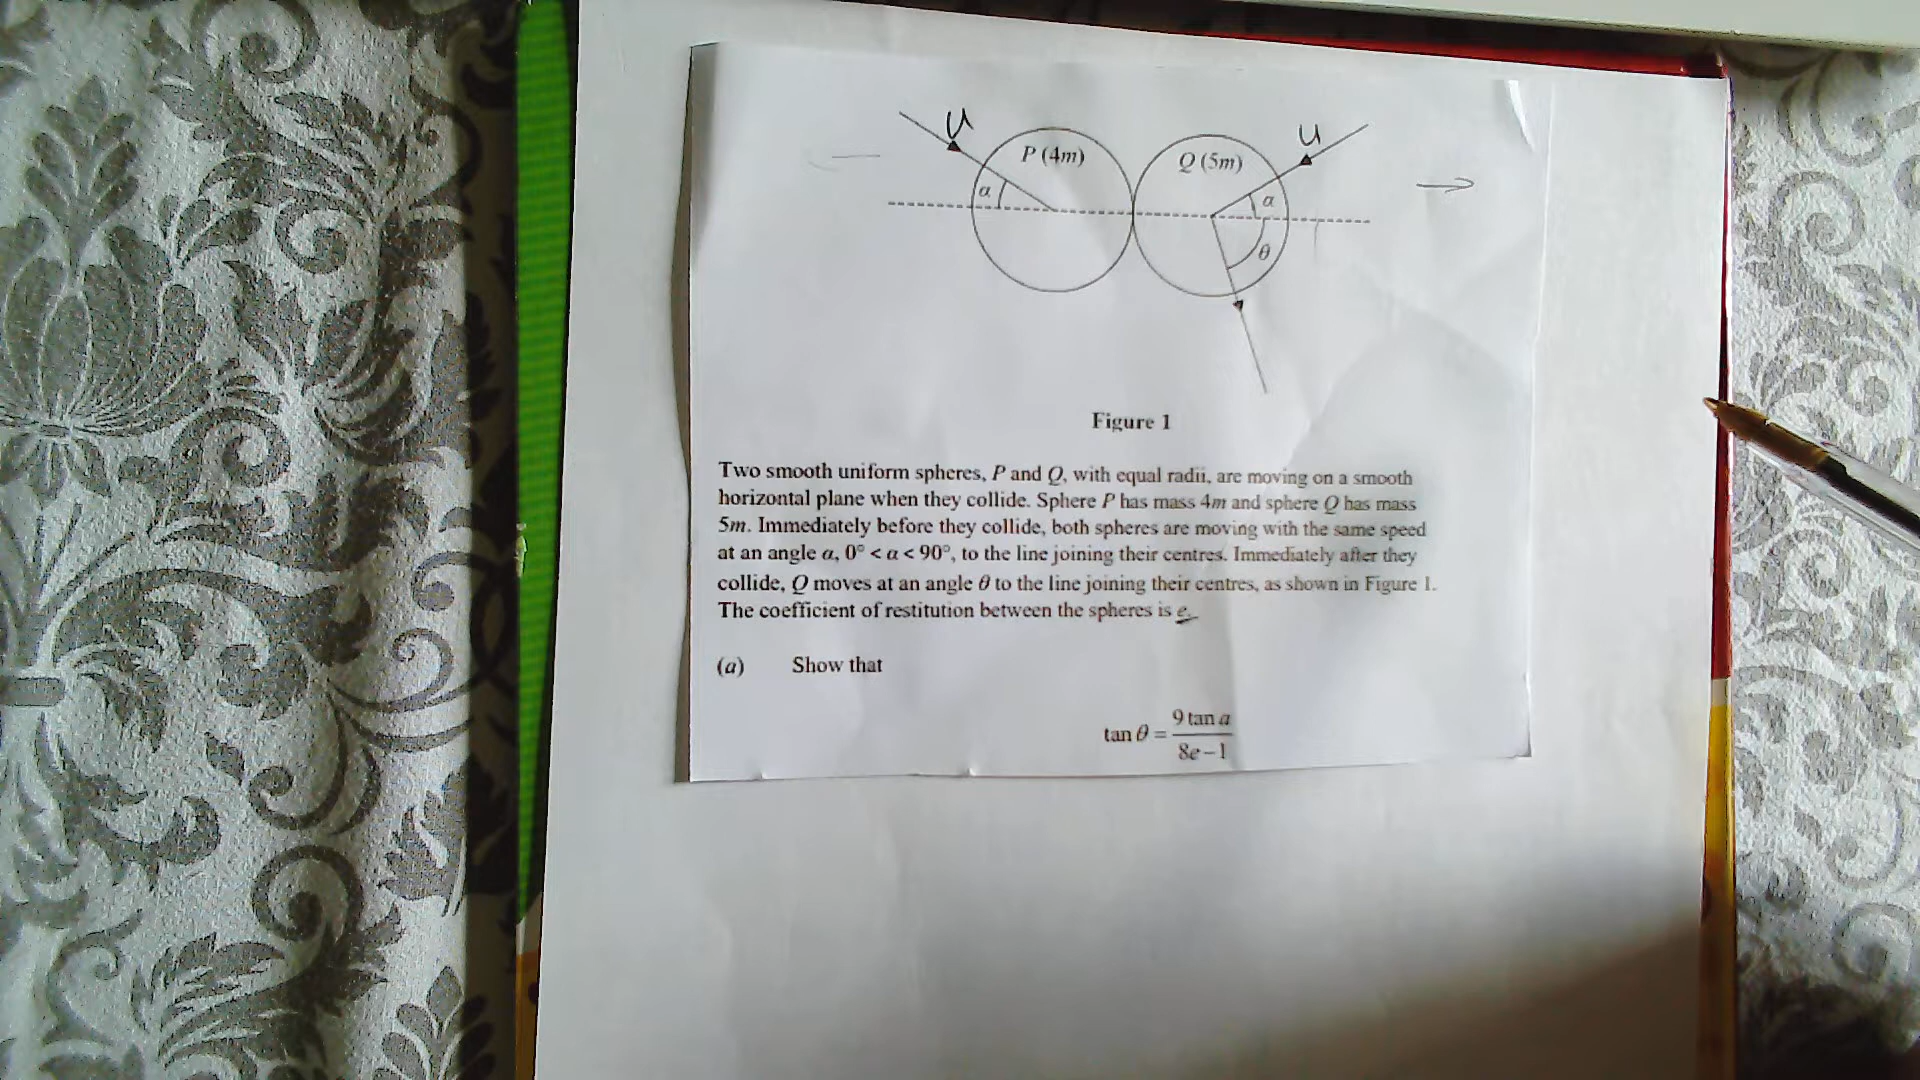 u
u
P (4m)
Q (5m)
α
α
θ
Figure 1
Two smooth uniform spheres, P and Q, with equal radii, are moving on a smooth
horizontal plane when they collide. Sphere P has mass 4m and sphere Q has mass
5m. Immediately before they collide, both spheres are moving with the same speed
at an angle α, 0° < α < 90°, to the line joining their centres. Immediately after they
collide, Q moves at an angle θ to the line joining their centres, as shown in Figure 1.
The coefficient of restitution between the spheres is e.
(a) Show that
tan θ = 9 tan α / 8e – 1